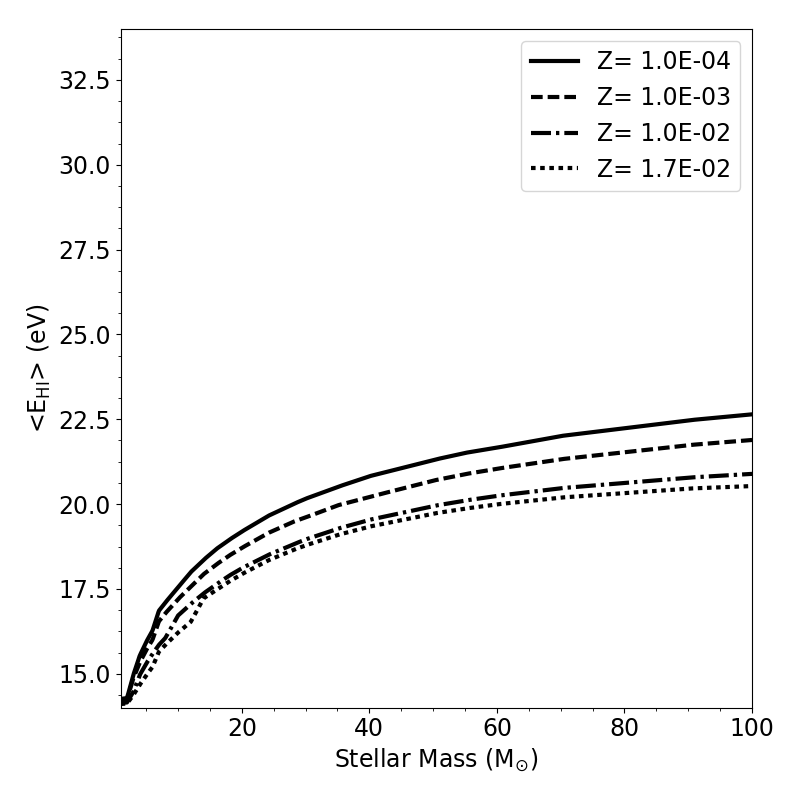 Z= 1.0E-04
Z= 1.0E-03
Z= 1.0E-02
Z= 1.7E-02
32.5
30.0
27.5
25.0
22.5
20.0
17.5
15.0
<E_HI> (eV)
20 40 60 80 100
Stellar Mass (M⊙)